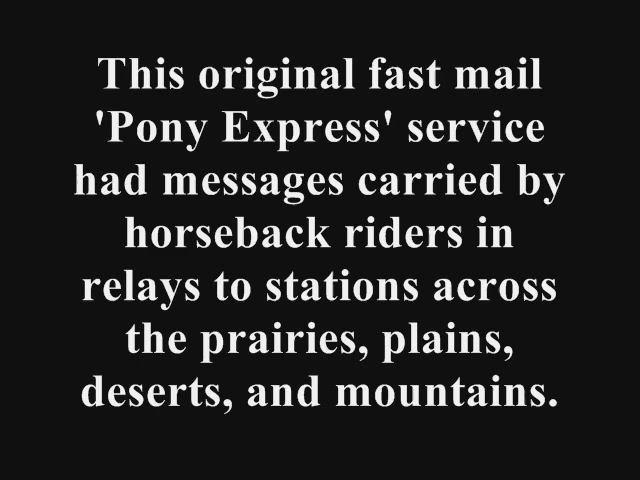 This original fast mail
'Pony Express' service
had messages carried by
horseback riders in
relays to stations across
the prairies, plains,
deserts, and mountains.